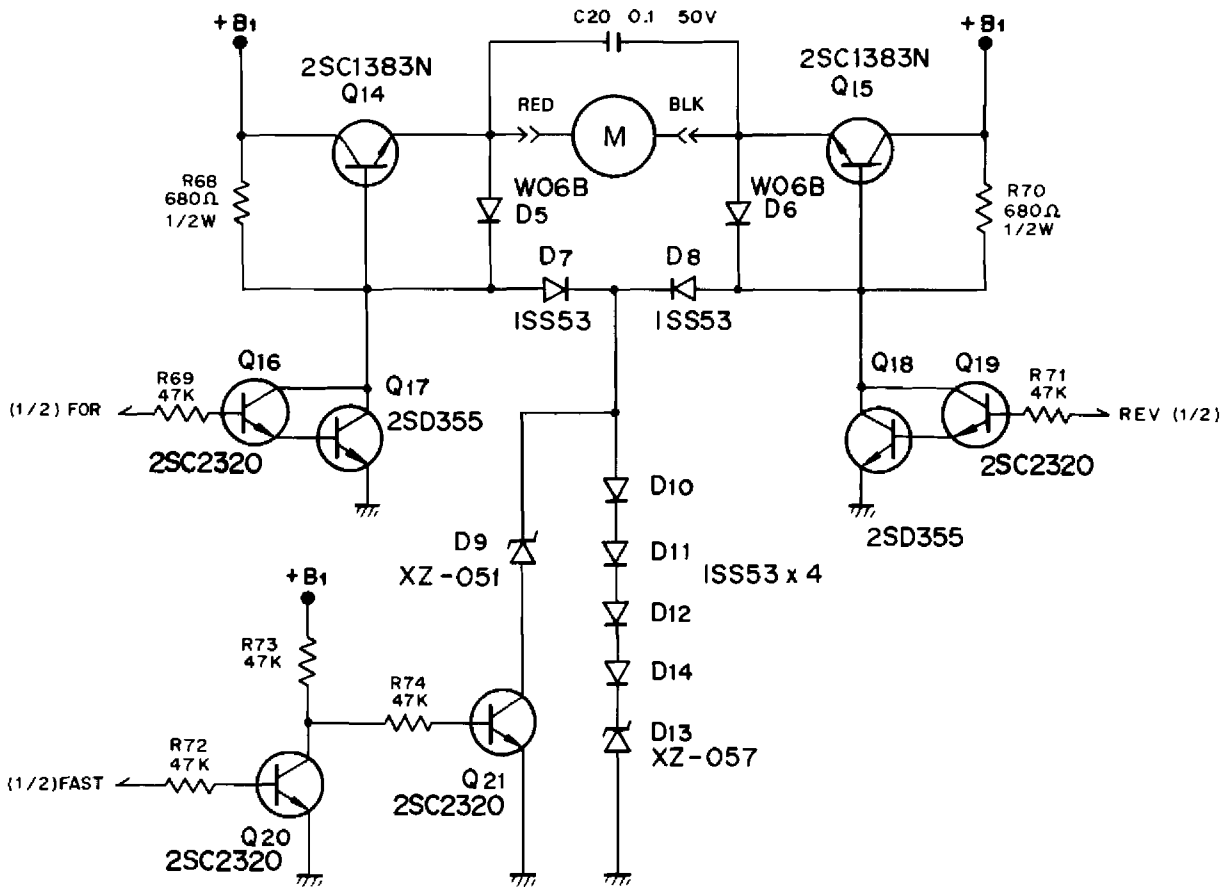 C20 0.1 50V
+B1
+B1
2SC1383N
Q14
2SC1383N
Q15
RED
BLK
M
R68
680Ω
1/2W
W06B
D5
W06B
D6
R70
680Ω
1/2W
D7
D8
1SS53
1SS53
Q16
Q17
Q18
Q19
R69
47K
R71
47K
(1/2) FOR
REV (1/2)
2SD355
2SC2320
2SC2320
2SD355
D10
D9
XZ-051
D11
1SS53 x 4
+B1
D12
R73
47K
D14
R74
47K
D13
XZ-057
R72
47K
(1/2)FAST
Q21
2SC2320
Q20
2SC2320